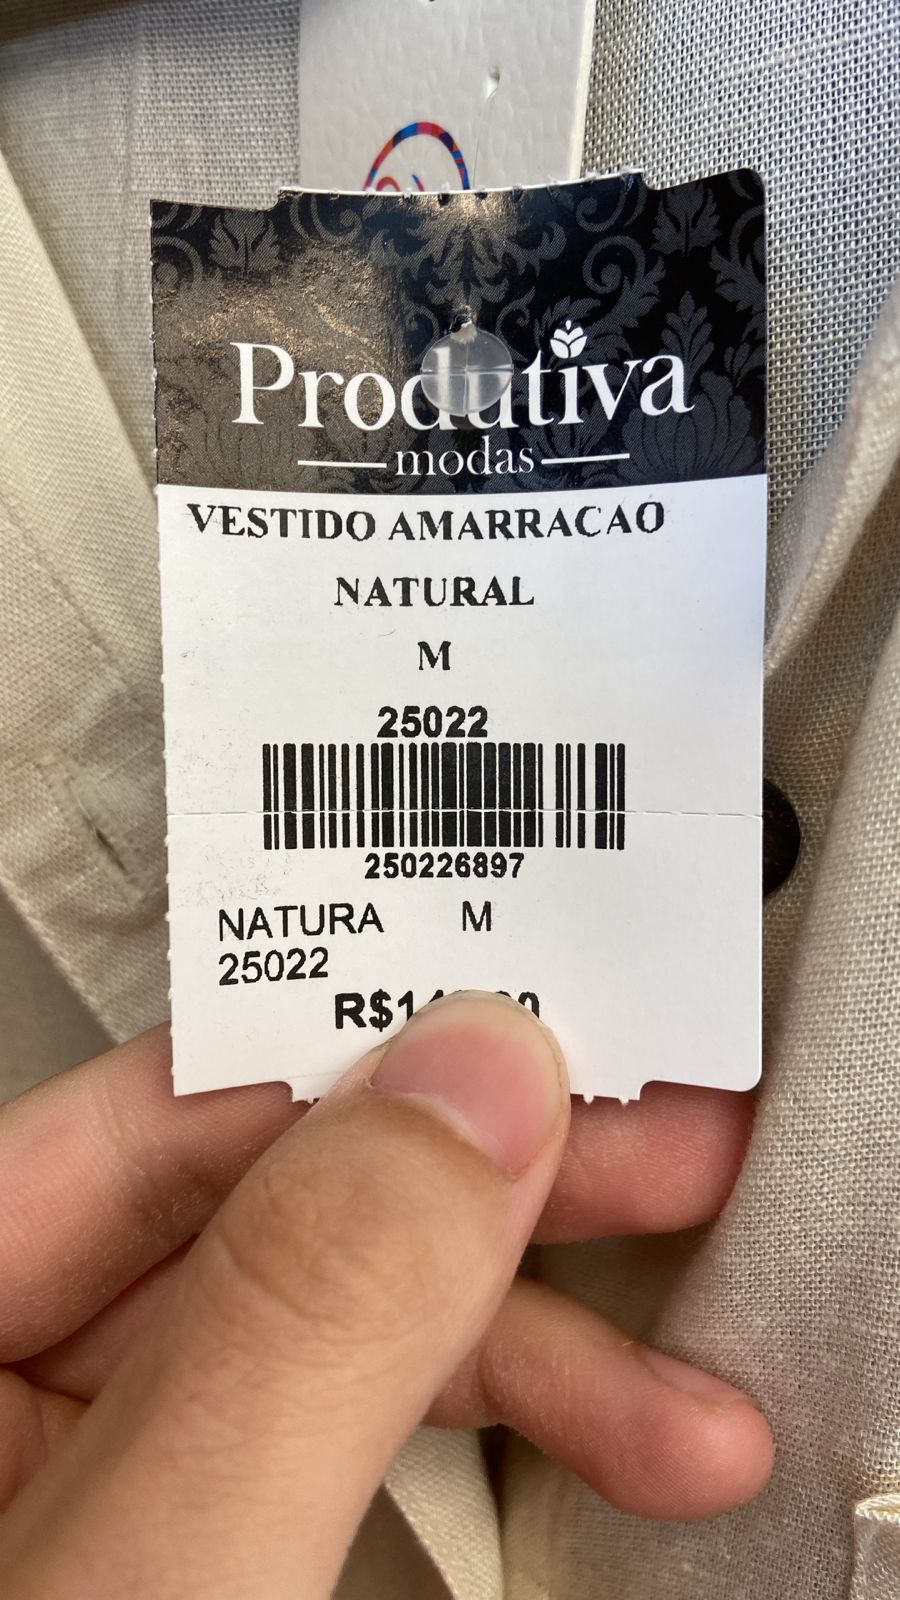 Produtiva
modas
VESTIDO AMARRACAO
NATURAL
M
25022
250226897
NATURA M
25022